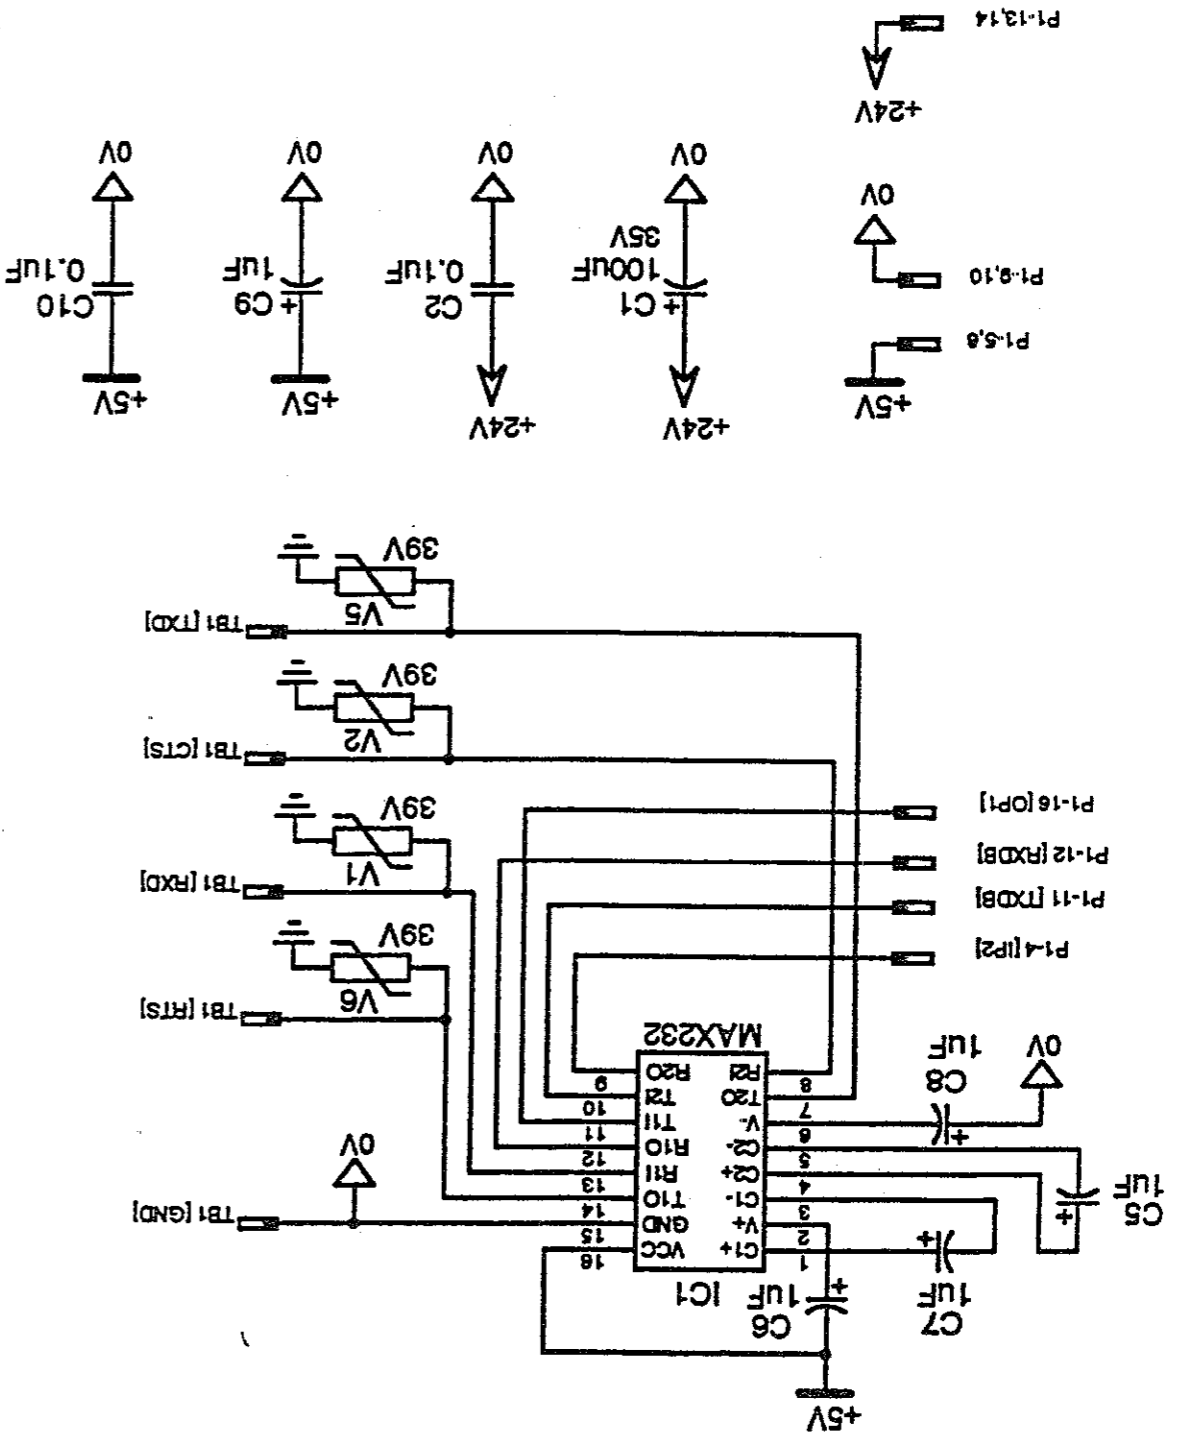 +5V
C7
1uF
C6
1uF
IC1
C5
1uF
1
C1+
VCC
16
2
V+
GND
15
TB1 [GND]
3
C1-
T1O
14
4
C2+
R1I
13
5
C2-
R1O
12
6
V-
T1I
11
7
T2O
T2I
10
8
R2I
R2O
9
0V
0V
C8
1uF
MAX232
TB1 [RTS]
V6
39V
P1-4 [IP2]
P1-11 [TXDB]
P1-12 [RXDB]
P1-16 [OP1]
TB1 [RXD]
V1
39V
TB1 [CTS]
V2
39V
TB1 [TXD]
V5
39V
+5V
+24V
+24V
+5V
+5V
P1-5,6
P1-9,10
0V
+ C1
100uF
35V
0V
C2
0.1uF
0V
+ C9
1uF
0V
C10
0.1uF
0V
+24V
P1-13,14